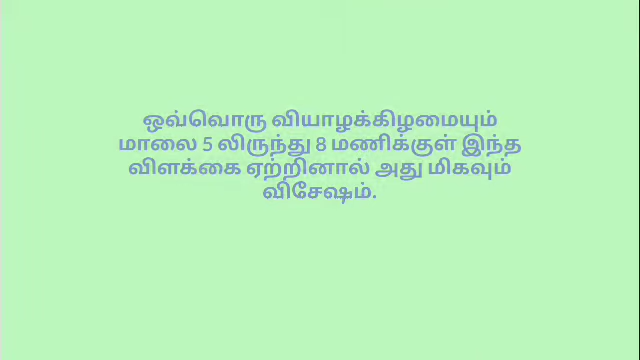 ஒவ்வொரு வியாழக்கிழமையும்
மாலை 5 லிருந்து 8 மணிக்குள் இந்த
விளக்கை ஏற்றினால் அது மிகவும்
விசேஷம்.